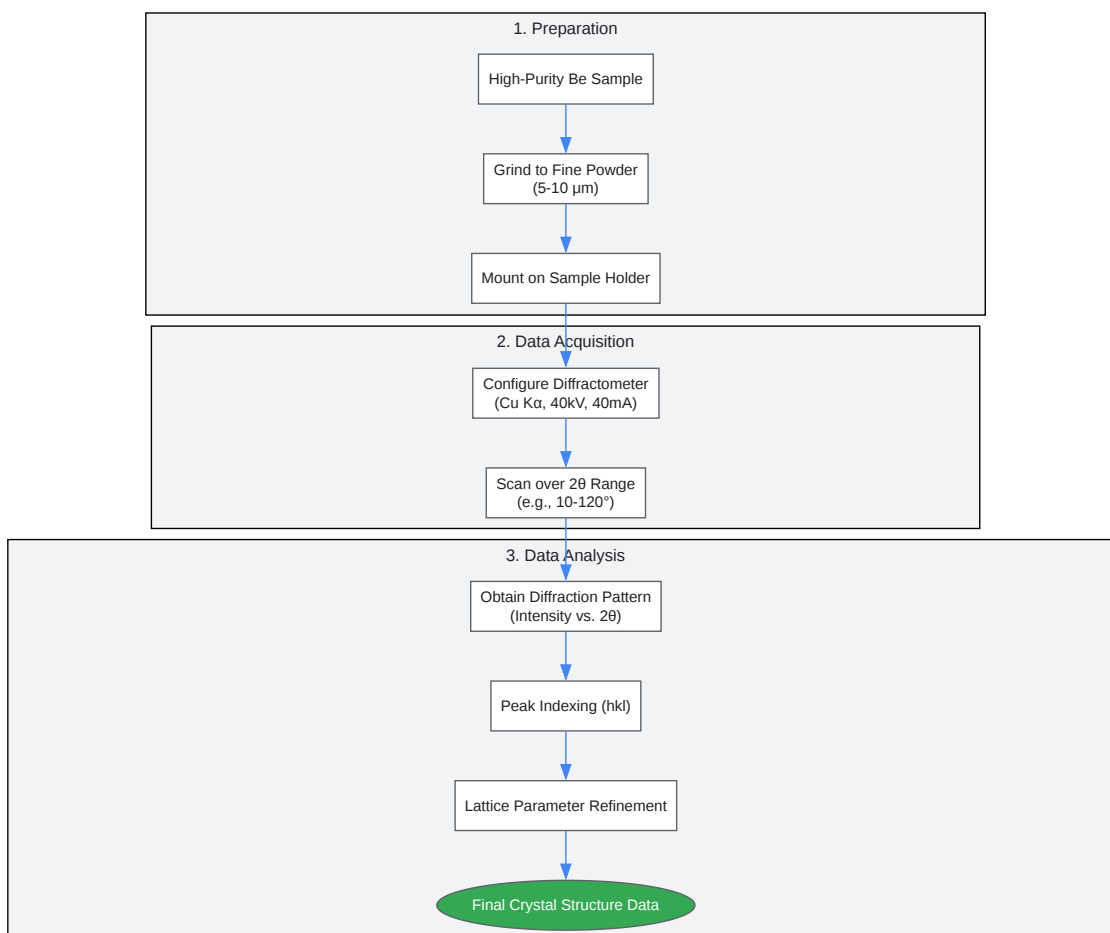 1. Preparation
High-Purity Be Sample
Grind to Fine Powder
(5-10 μm)
Mount on Sample Holder
2. Data Acquisition
Configure Diffractometer
(Cu Kα, 40kV, 40mA)
Scan over 2θ Range
(e.g., 10-120°)
3. Data Analysis
Obtain Diffraction Pattern
(Intensity vs. 2θ)
Peak Indexing (hkl)
Lattice Parameter Refinement
Final Crystal Structure Data